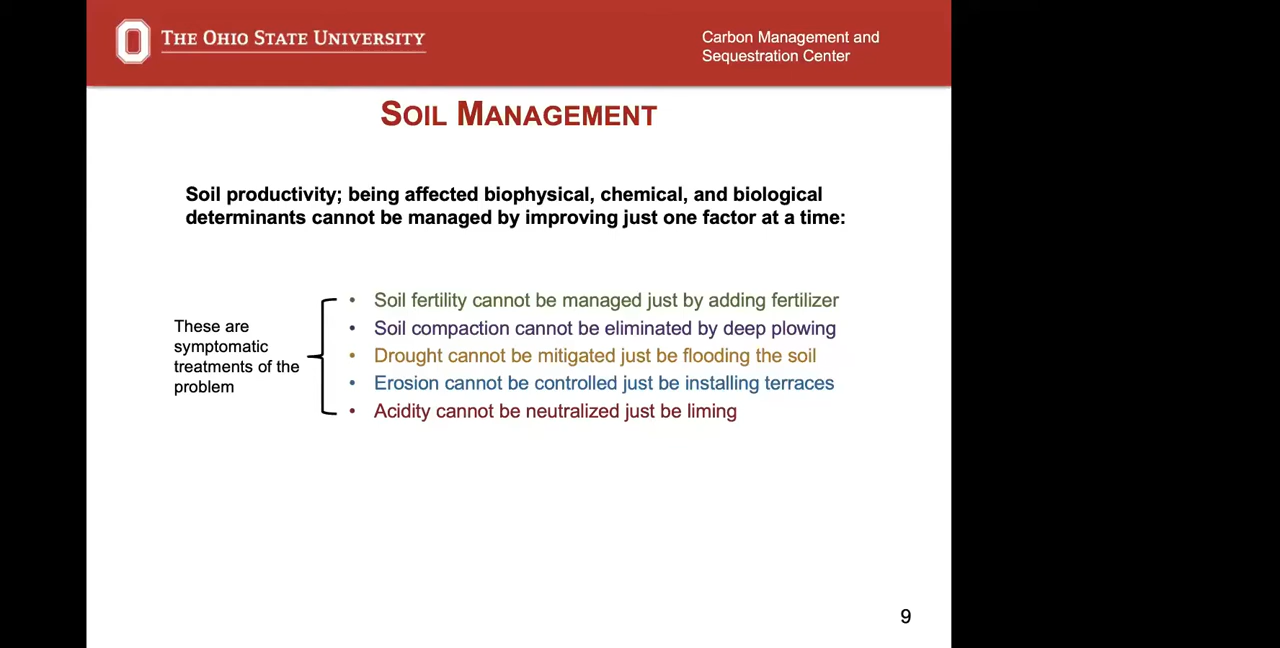 THE OHIO STATE UNIVERSITY
Carbon Management and
Sequestration Center
SOIL MANAGEMENT
Soil productivity; being affected biophysical, chemical, and biological
determinants cannot be managed by improving just one factor at a time:
These are
symptomatic
treatments of the
problem
• Soil fertility cannot be managed just by adding fertilizer
• Soil compaction cannot be eliminated by deep plowing
• Drought cannot be mitigated just be flooding the soil
• Erosion cannot be controlled just be installing terraces
• Acidity cannot be neutralized just be liming
9